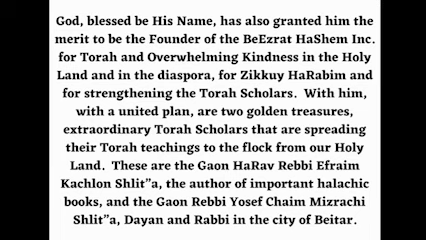 God, blessed be His Name, has also granted him the
merit to be the Founder of the BeEzrat HaShem Inc.
for Torah and Overwhelming Kindness in the Holy
Land and in the diaspora, for Zikkuy HaRabim and
for strengthening the Torah Scholars.  With him,
with a united plan, are two golden treasures,
extraordinary Torah Scholars that are spreading
their Torah teachings to the flock from our Holy
Land.  These are the Gaon HaRav Rebbi Efraim
Kachlon Shlit”a, the author of important halachic
books, and the Gaon Rebbi Yosef Chaim Mizrachi
Shlit”a, Dayan and Rabbi in the city of Beitar.